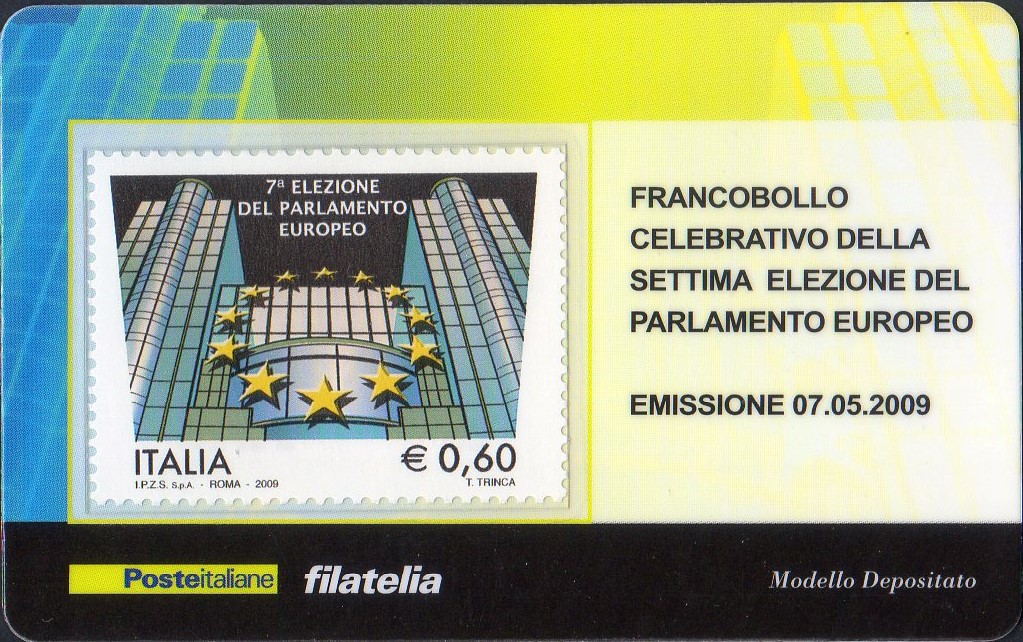 7ª ELEZIONE
DEL PARLAMENTO
EUROPEO
ITALIA
€ 0,60
I.P.Z.S. S.p.A. - ROMA - 2009
T. TRINCA
FRANCOBOLLO
CELEBRATIVO DELLA
SETTIMA ELEZIONE DEL
PARLAMENTO EUROPEO
EMISSIONE 07.05.2009
Posteitaliane
filatelia
Modello Depositato